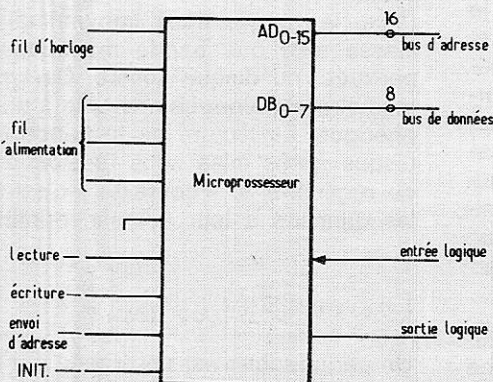 fil d'horloge
fil
'alimentation
lecture
écriture
envoi
d'adresse
INIT.
AD0-15
DB0-7
Microprossesseur
16
bus d'adresse
8
bus de données
entrée logique
sortie logique